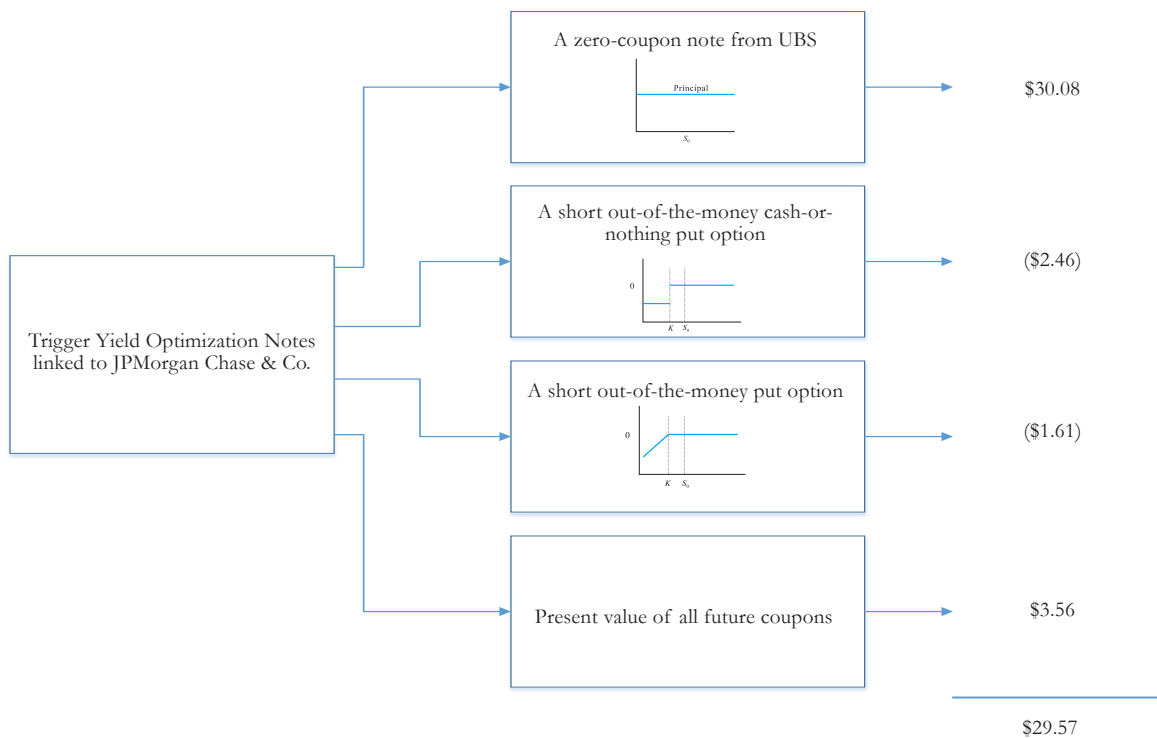 A zero-coupon note from UBS
Principal
S₀
$30.08
A short out-of-the-money cash-or-
nothing put option
0
K S₀
($2.46)
Trigger Yield Optimization Notes
linked to JPMorgan Chase & Co.
A short out-of-the-money put option
0
K S₀
($1.61)
Present value of all future coupons
$3.56
$29.57